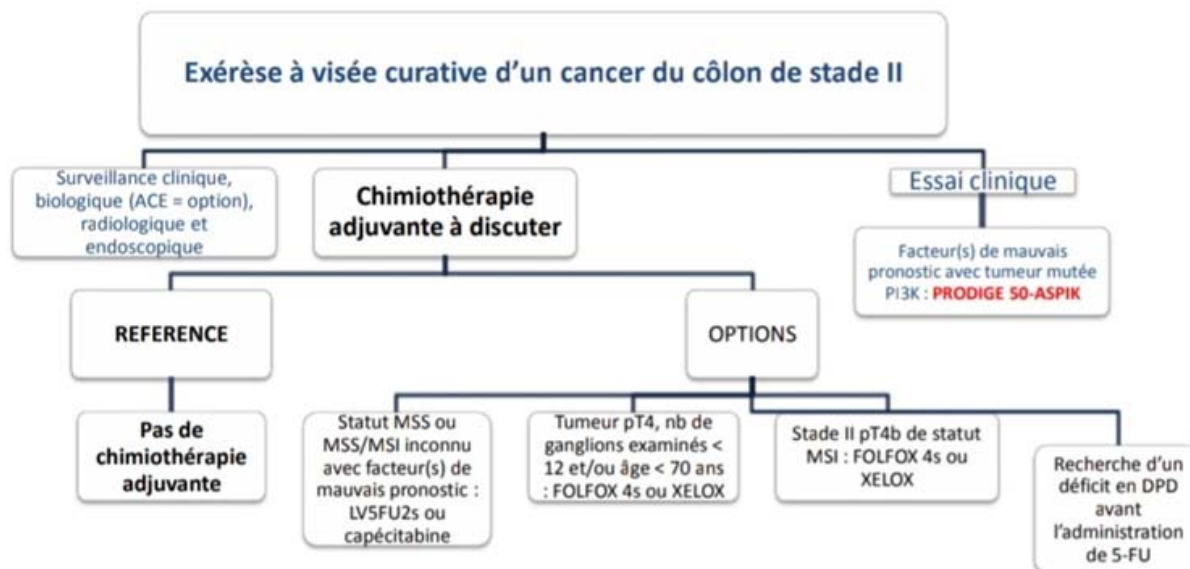 Exérèse à visée curative d'un cancer du côlon de stade II
Surveillance clinique,
biologique (ACE = option),
radiologique et
endoscopique
Chimiothérapie
adjuvante à discuter
Essai clinique
Facteur(s) de mauvais
pronostic avec tumeur mutée
PI3K : PRODIGE 50-ASPIK
REFERENCE
OPTIONS
Pas de
chimiothérapie
adjuvante
Statut MSS ou
MSS/MSI inconnu
avec facteur(s) de
mauvais pronostic :
LV5FU2s ou
capécitabine
Tumeur pT4, nb de
ganglions examinés <
12 et/ou âge < 70 ans
: FOLFOX 4s ou XELOX
Stade II pT4b de statut
MSI : FOLFOX 4s ou
XELOX
Recherche d'un
déficit en DPD
avant
l'administration
de 5-FU